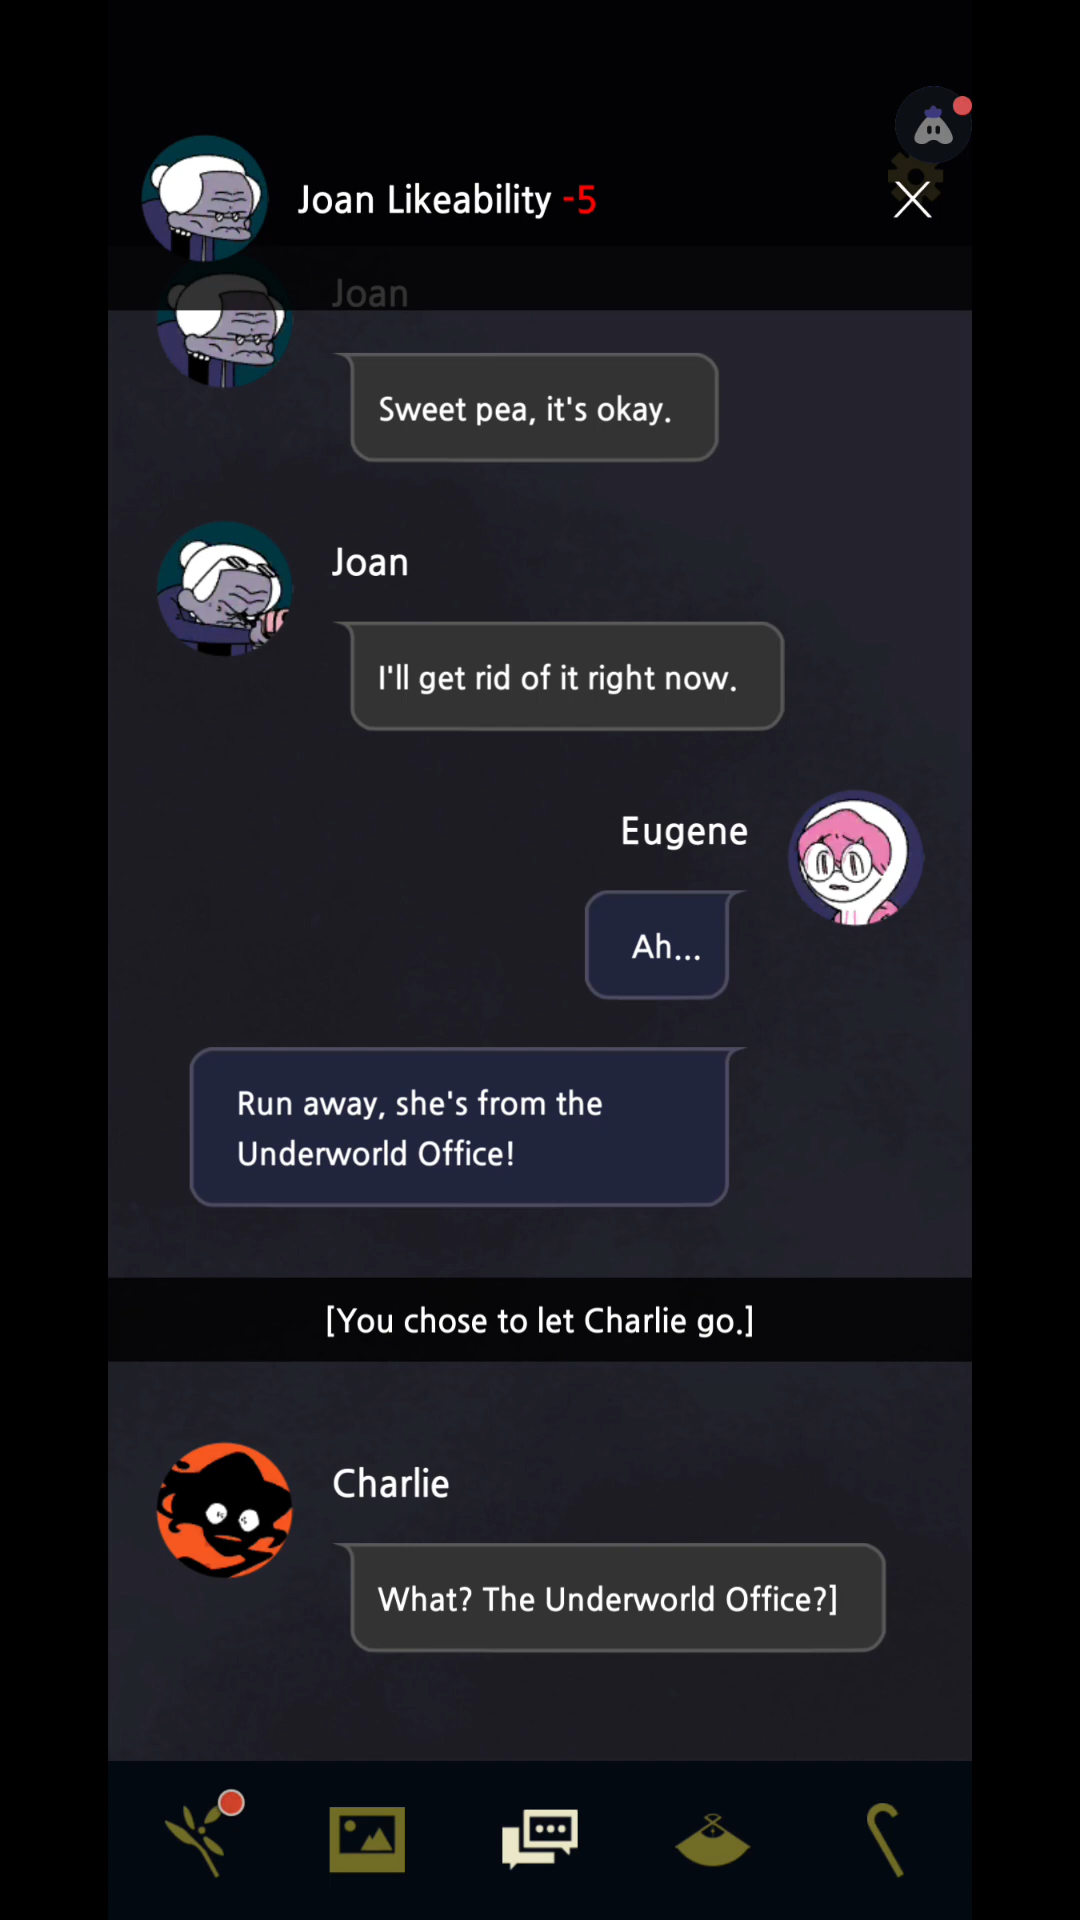 Joan Likeability -5
Joan
Sweet pea, it's okay.
Joan
I'll get rid of it right now.
Eugene
Ah...
Run away, she's from the
Underworld Office!
[You chose to let Charlie go.]
Charlie
What? The Underworld Office?]